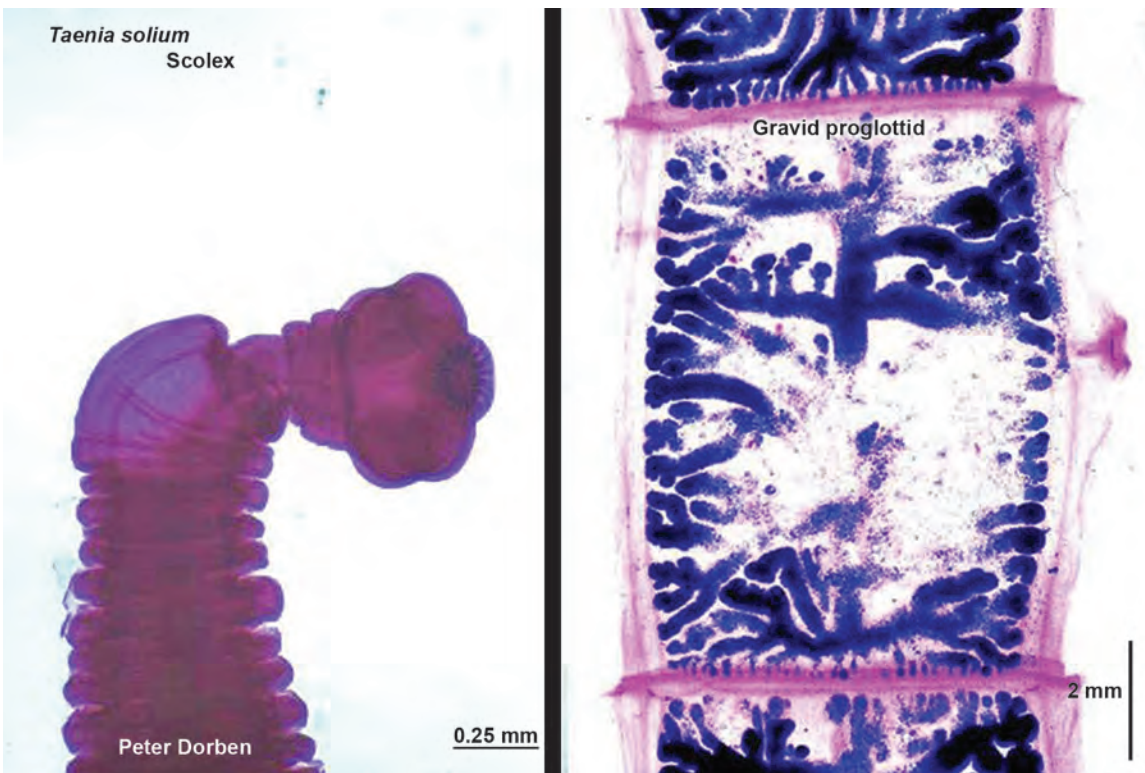 Taenia solium
Scolex
Peter Dorben
0.25 mm
Gravid proglottid
2 mm